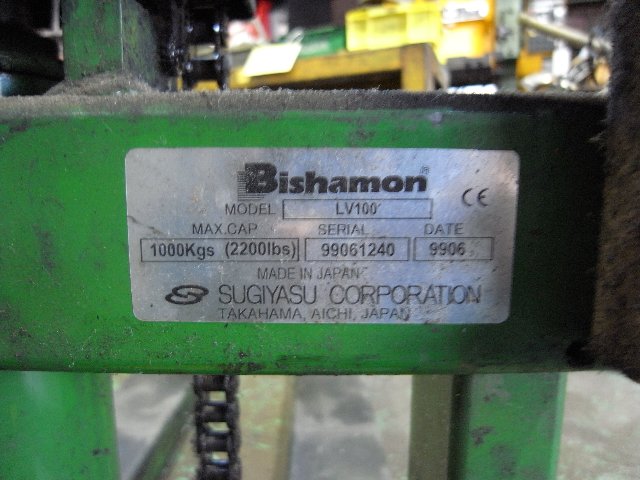 Bishamon®
MODEL LV100
CE
MAX.CAP SERIAL DATE
1000Kgs (2200lbs) 99061240 9906
MADE IN JAPAN
SUGIYASU CORPORATION
TAKAHAMA, AICHI, JAPAN